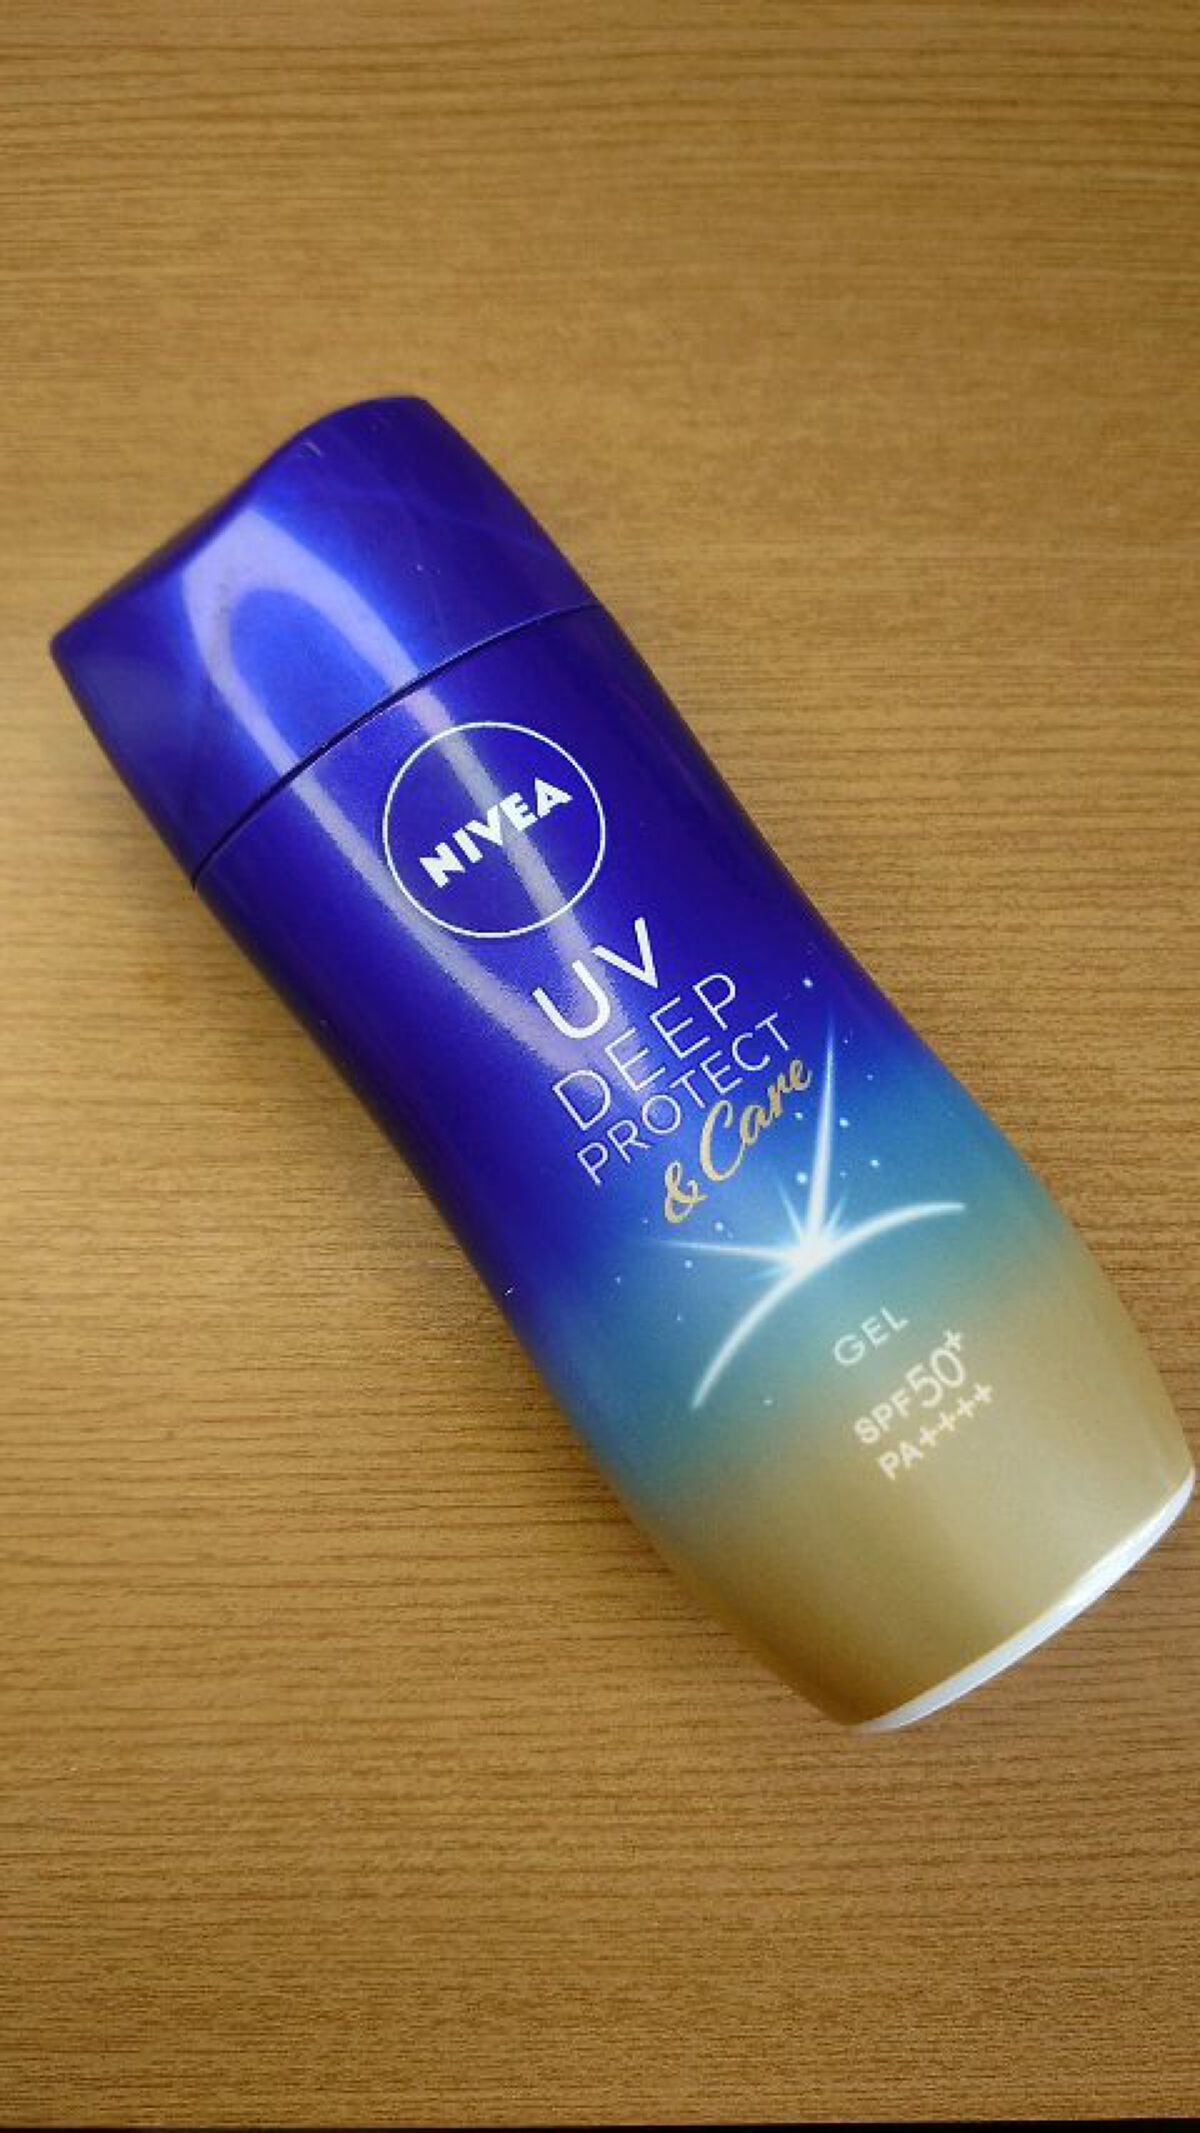 NIVEA
UV
DEEP
PROTECT
& Care
GEL
SPF50+
PA++++